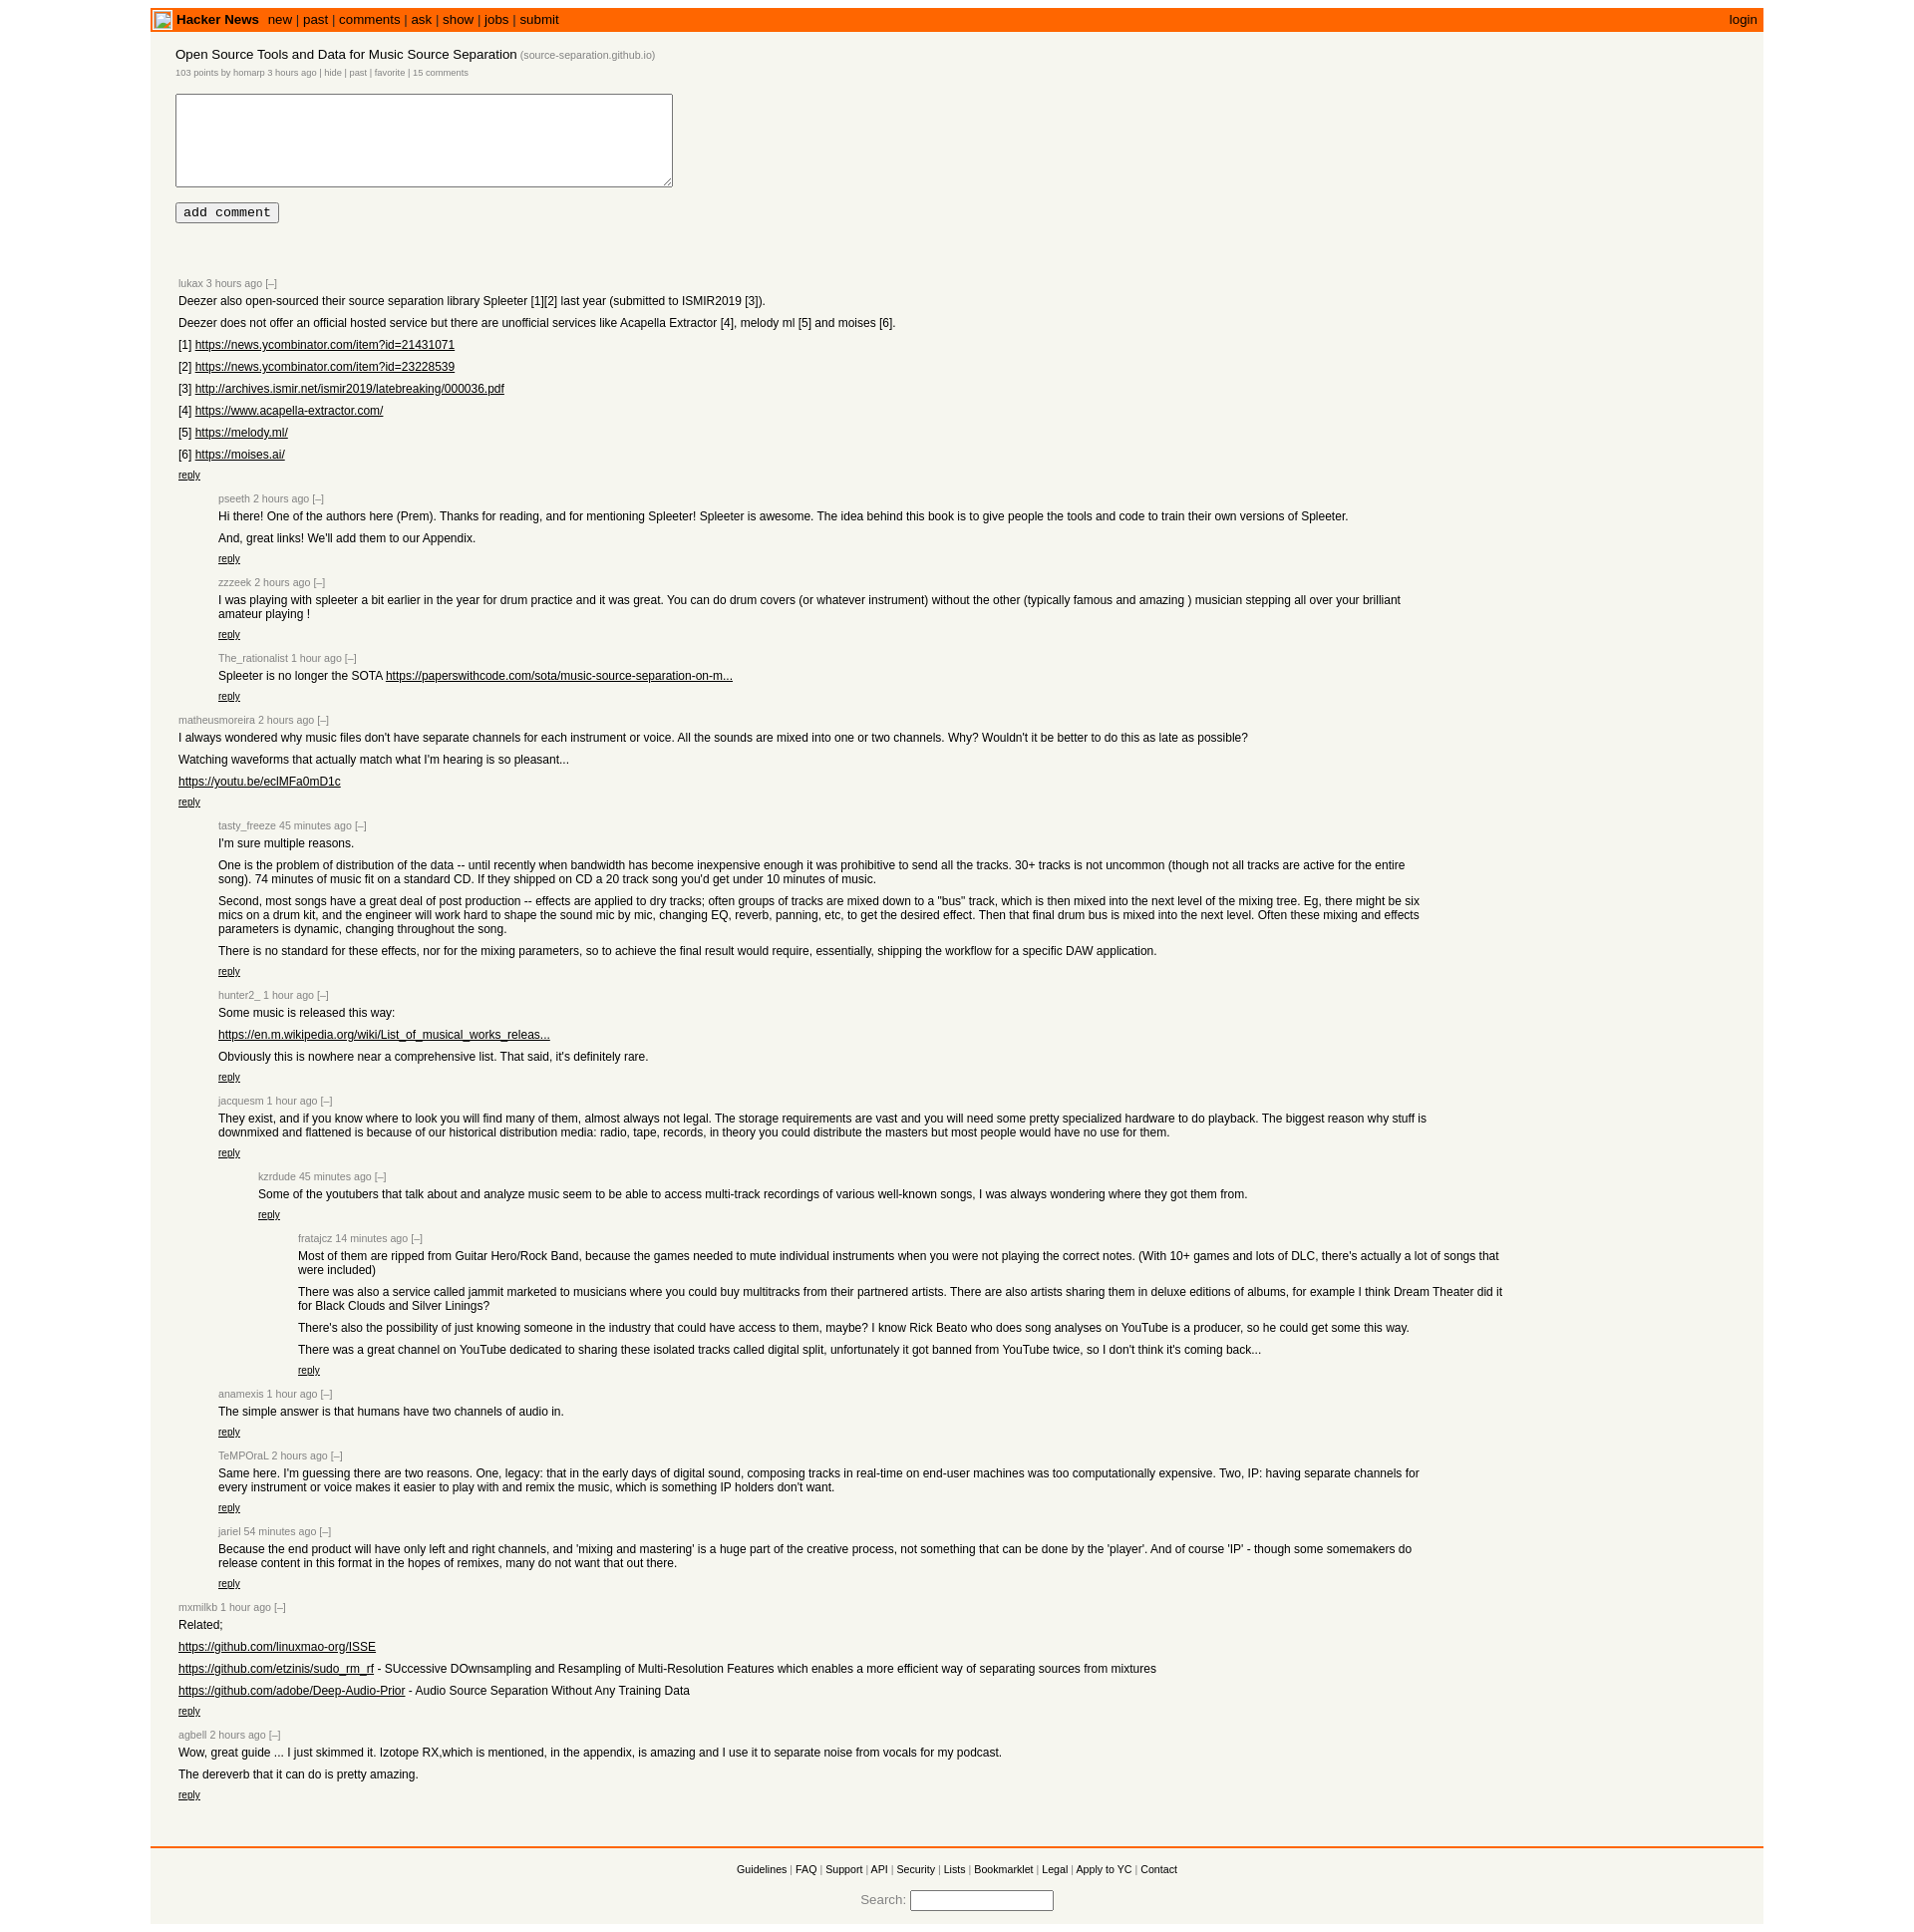 Hacker News new | past | comments | ask | show | jobs | submit login
Open Source Tools and Data for Music Source Separation (source-separation.github.io)
103 points by homarp 3 hours ago | hide | past | favorite | 15 comments
add comment
lukax 3 hours ago [–]
Deezer also open-sourced their source separation library Spleeter [1][2] last year (submitted to ISMIR2019 [3]).
Deezer does not offer an official hosted service but there are unofficial services like Acapella Extractor [4], melody ml [5] and moises [6].
[1] https://news.ycombinator.com/item?id=21431071
[2] https://news.ycombinator.com/item?id=23228539
[3] http://archives.ismir.net/ismir2019/latebreaking/000036.pdf
[4] https://www.acapella-extractor.com/
[5] https://melody.ml/
[6] https://moises.ai/
reply
pseeth 2 hours ago [–]
Hi there! One of the authors here (Prem). Thanks for reading, and for mentioning Spleeter! Spleeter is awesome. The idea behind this book is to give people the tools and code to train their own versions of Spleeter.
And, great links! We'll add them to our Appendix.
reply
zzzeek 2 hours ago [–]
I was playing with spleeter a bit earlier in the year for drum practice and it was great. You can do drum covers (or whatever instrument) without the other (typically famous and amazing ) musician stepping all over your brilliant
amateur playing !
reply
The_rationalist 1 hour ago [–]
Spleeter is no longer the SOTA https://paperswithcode.com/sota/music-source-separation-on-m...
reply
matheusmoreira 2 hours ago [–]
I always wondered why music files don't have separate channels for each instrument or voice. All the sounds are mixed into one or two channels. Why? Wouldn't it be better to do this as late as possible?
Watching waveforms that actually match what I'm hearing is so pleasant...
https://youtu.be/eclMFa0mD1c
reply
tasty_freeze 45 minutes ago [–]
I'm sure multiple reasons.
One is the problem of distribution of the data -- until recently when bandwidth has become inexpensive enough it was prohibitive to send all the tracks. 30+ tracks is not uncommon (though not all tracks are active for the entire
song). 74 minutes of music fit on a standard CD. If they shipped on CD a 20 track song you'd get under 10 minutes of music.
Second, most songs have a great deal of post production -- effects are applied to dry tracks; often groups of tracks are mixed down to a "bus" track, which is then mixed into the next level of the mixing tree. Eg, there might be six
mics on a drum kit, and the engineer will work hard to shape the sound mic by mic, changing EQ, reverb, panning, etc, to get the desired effect. Then that final drum bus is mixed into the next level. Often these mixing and effects
parameters is dynamic, changing throughout the song.
There is no standard for these effects, nor for the mixing parameters, so to achieve the final result would require, essentially, shipping the workflow for a specific DAW application.
reply
hunter2_ 1 hour ago [–]
Some music is released this way:
https://en.m.wikipedia.org/wiki/List_of_musical_works_releas...
Obviously this is nowhere near a comprehensive list. That said, it's definitely rare.
reply
jacquesm 1 hour ago [–]
They exist, and if you know where to look you will find many of them, almost always not legal. The storage requirements are vast and you will need some pretty specialized hardware to do playback. The biggest reason why stuff is
downmixed and flattened is because of our historical distribution media: radio, tape, records, in theory you could distribute the masters but most people would have no use for them.
reply
kzrdude 45 minutes ago [–]
Some of the youtubers that talk about and analyze music seem to be able to access multi-track recordings of various well-known songs, I was always wondering where they got them from.
reply
fratajcz 14 minutes ago [–]
Most of them are ripped from Guitar Hero/Rock Band, because the games needed to mute individual instruments when you were not playing the correct notes. (With 10+ games and lots of DLC, there's actually a lot of songs that
were included)
There was also a service called jammit marketed to musicians where you could buy multitracks from their partnered artists. There are also artists sharing them in deluxe editions of albums, for example I think Dream Theater did it
for Black Clouds and Silver Linings?
There's also the possibility of just knowing someone in the industry that could have access to them, maybe? I know Rick Beato who does song analyses on YouTube is a producer, so he could get some this way.
There was a great channel on YouTube dedicated to sharing these isolated tracks called digital split, unfortunately it got banned from YouTube twice, so I don't think it's coming back...
reply
anamexis 1 hour ago [–]
The simple answer is that humans have two channels of audio in.
reply
TeMPOraL 2 hours ago [–]
Same here. I'm guessing there are two reasons. One, legacy: that in the early days of digital sound, composing tracks in real-time on end-user machines was too computationally expensive. Two, IP: having separate channels for
every instrument or voice makes it easier to play with and remix the music, which is something IP holders don't want.
reply
jariel 54 minutes ago [–]
Because the end product will have only left and right channels, and 'mixing and mastering' is a huge part of the creative process, not something that can be done by the 'player'. And of course 'IP' - though some somemakers do
release content in this format in the hopes of remixes, many do not want that out there.
reply
mxmilkb 1 hour ago [–]
Related;
https://github.com/linuxmao-org/ISSE
https://github.com/etzinis/sudo_rm_rf - SUccessive DOwnsampling and Resampling of Multi-Resolution Features which enables a more efficient way of separating sources from mixtures
https://github.com/adobe/Deep-Audio-Prior - Audio Source Separation Without Any Training Data
reply
agbell 2 hours ago [–]
Wow, great guide ... I just skimmed it. Izotope RX,which is mentioned, in the appendix, is amazing and I use it to separate noise from vocals for my podcast.
The dereverb that it can do is pretty amazing.
reply
Guidelines | FAQ | Support | API | Security | Lists | Bookmarklet | Legal | Apply to YC | Contact
Search: